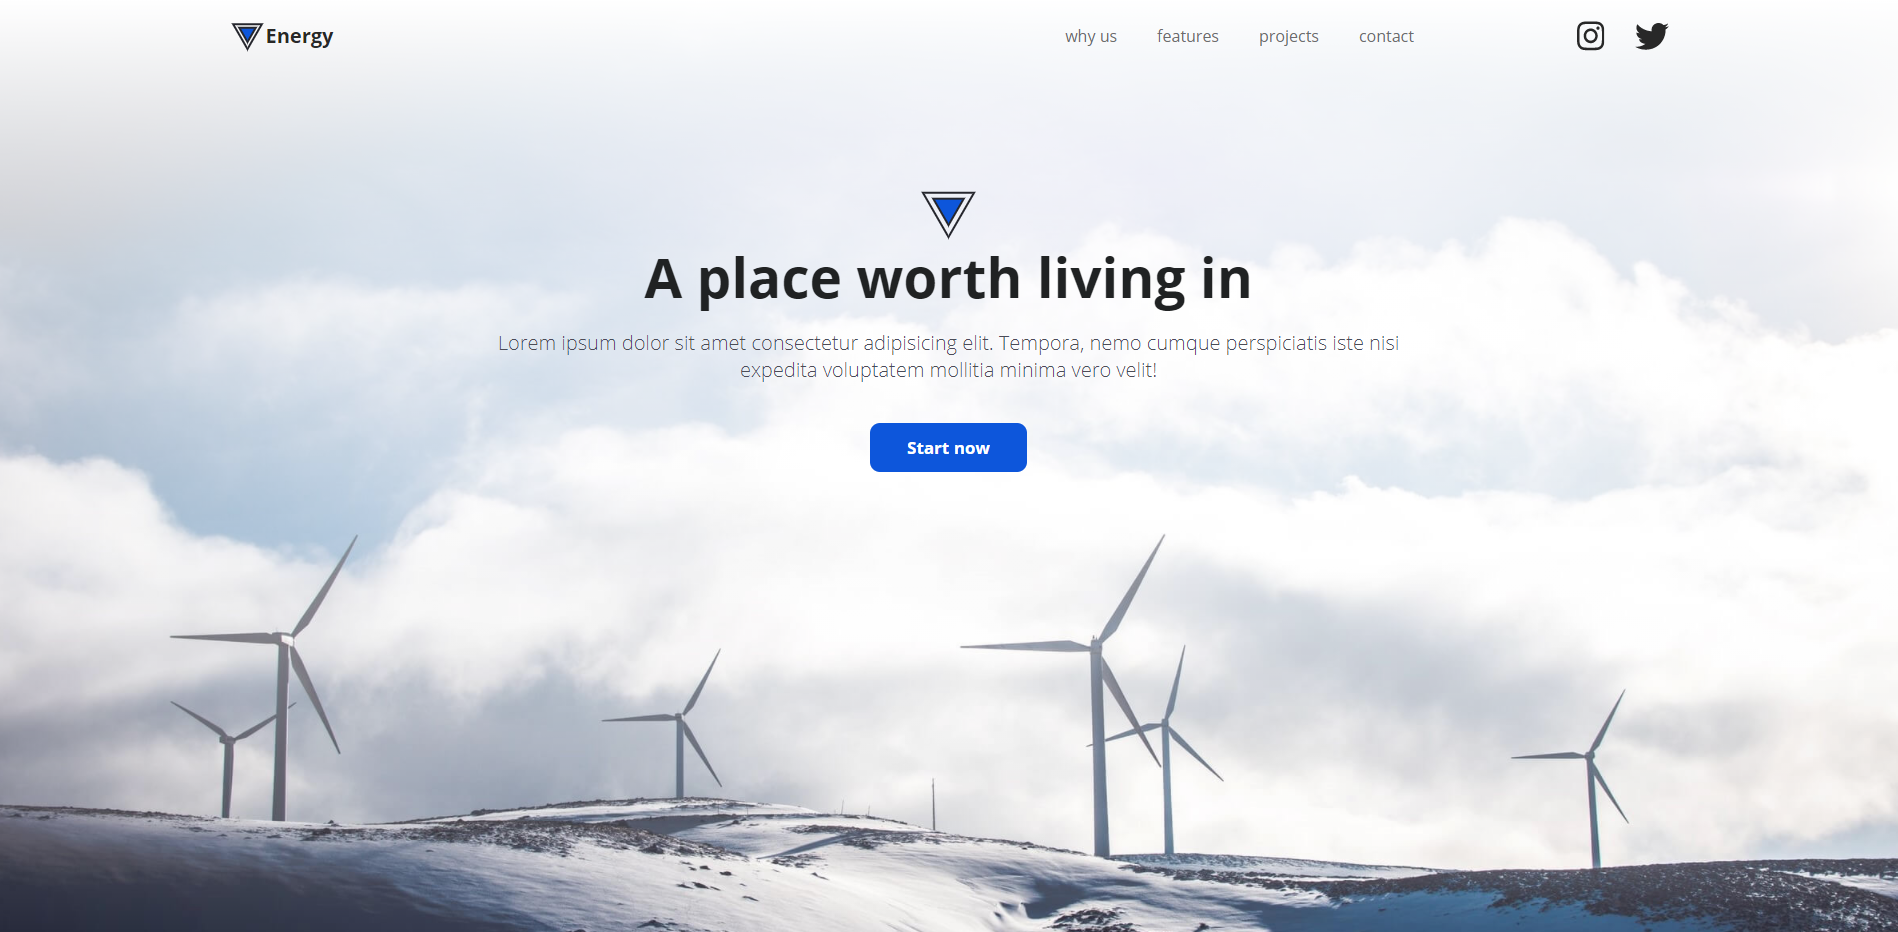 Energy
why us features projects contact
A place worth living in
Lorem ipsum dolor sit amet consectetur adipisicing elit. Tempora, nemo cumque perspiciatis iste nisi
expedita voluptatem mollitia minima vero velit!
Start now